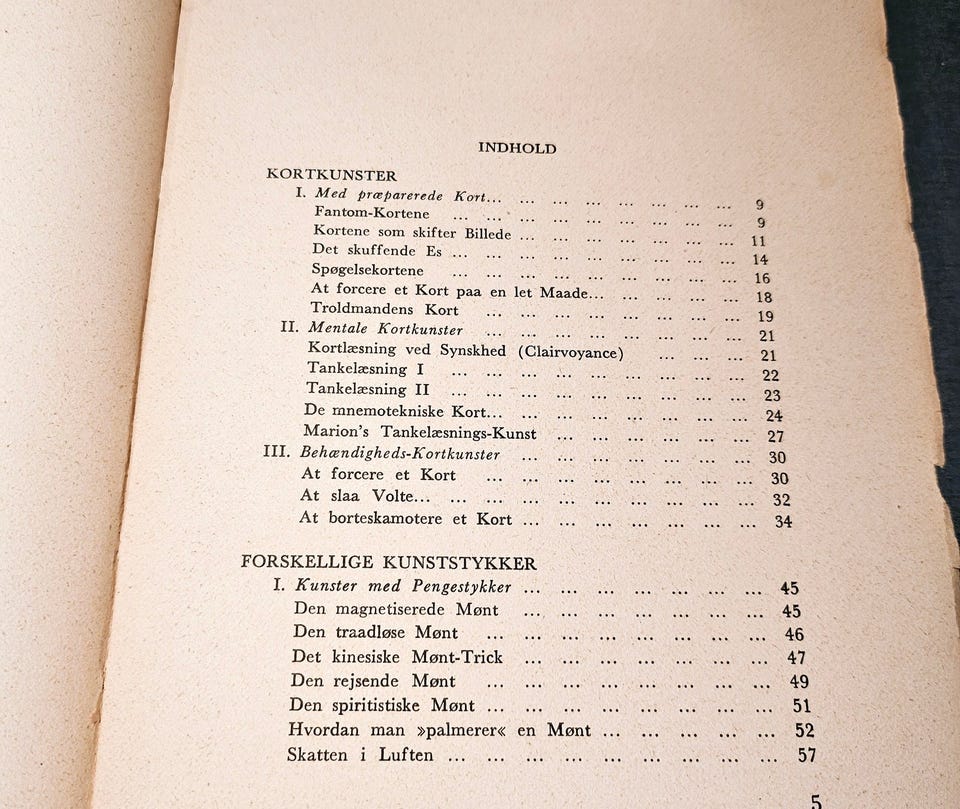 INDHOLD
KORTKUNSTER
I. Med præparerede Kort... ... ... ... ... ... ... ... 9
Fantom-Kortene ... ... ... ... ... ... ... ... 9
Kortene som skifter Billede ... ... ... ... ... ... 11
Det skuffende Es ... ... ... ... ... ... ... ... 14
Spøgelsekortene ... ... ... ... ... ... ... ... 16
At forcere et Kort paa en let Maade... ... ... ... ... 18
Troldmandens Kort ... ... ... ... ... ... ... 19
II. Mentale Kortkunster ... ... ... ... ... ... ... 21
Kortlæsning ved Synskhed (Clairvoyance) ... ... ... 21
Tankelæsning I ... ... ... ... ... ... ... ... 22
Tankelæsning II ... ... ... ... ... ... ... ... 23
De mnemotekniske Kort... ... ... ... ... ... ... 24
Marion's Tankelæsnings-Kunst ... ... ... ... ... ... 27
III. Behændigheds-Kortkunster ... ... ... ... ... ... ... 30
At forcere et Kort ... ... ... ... ... ... ... ... 30
At slaa Volte... ... ... ... ... ... ... ... ... ... 32
At borteskamotere et Kort ... ... ... ... ... ... ... 34
FORSKELLIGE KUNSTSTYKKER
I. Kunster med Pengestykker ... ... ... ... ... ... ... 45
Den magnetiserede Mønt ... ... ... ... ... ... ... 45
Den traadløse Mønt ... ... ... ... ... ... ... ... 46
Det kinesiske Mønt-Trick ... ... ... ... ... ... ... 47
Den rejsende Mønt ... ... ... ... ... ... ... ... 49
Den spiritistiske Mønt ... ... ... ... ... ... ... ... 51
Hvordan man »palmerer« en Mønt ... ... ... ... ... 52
Skatten i Luften ... ... ... ... ... ... ... ... ... 57
5